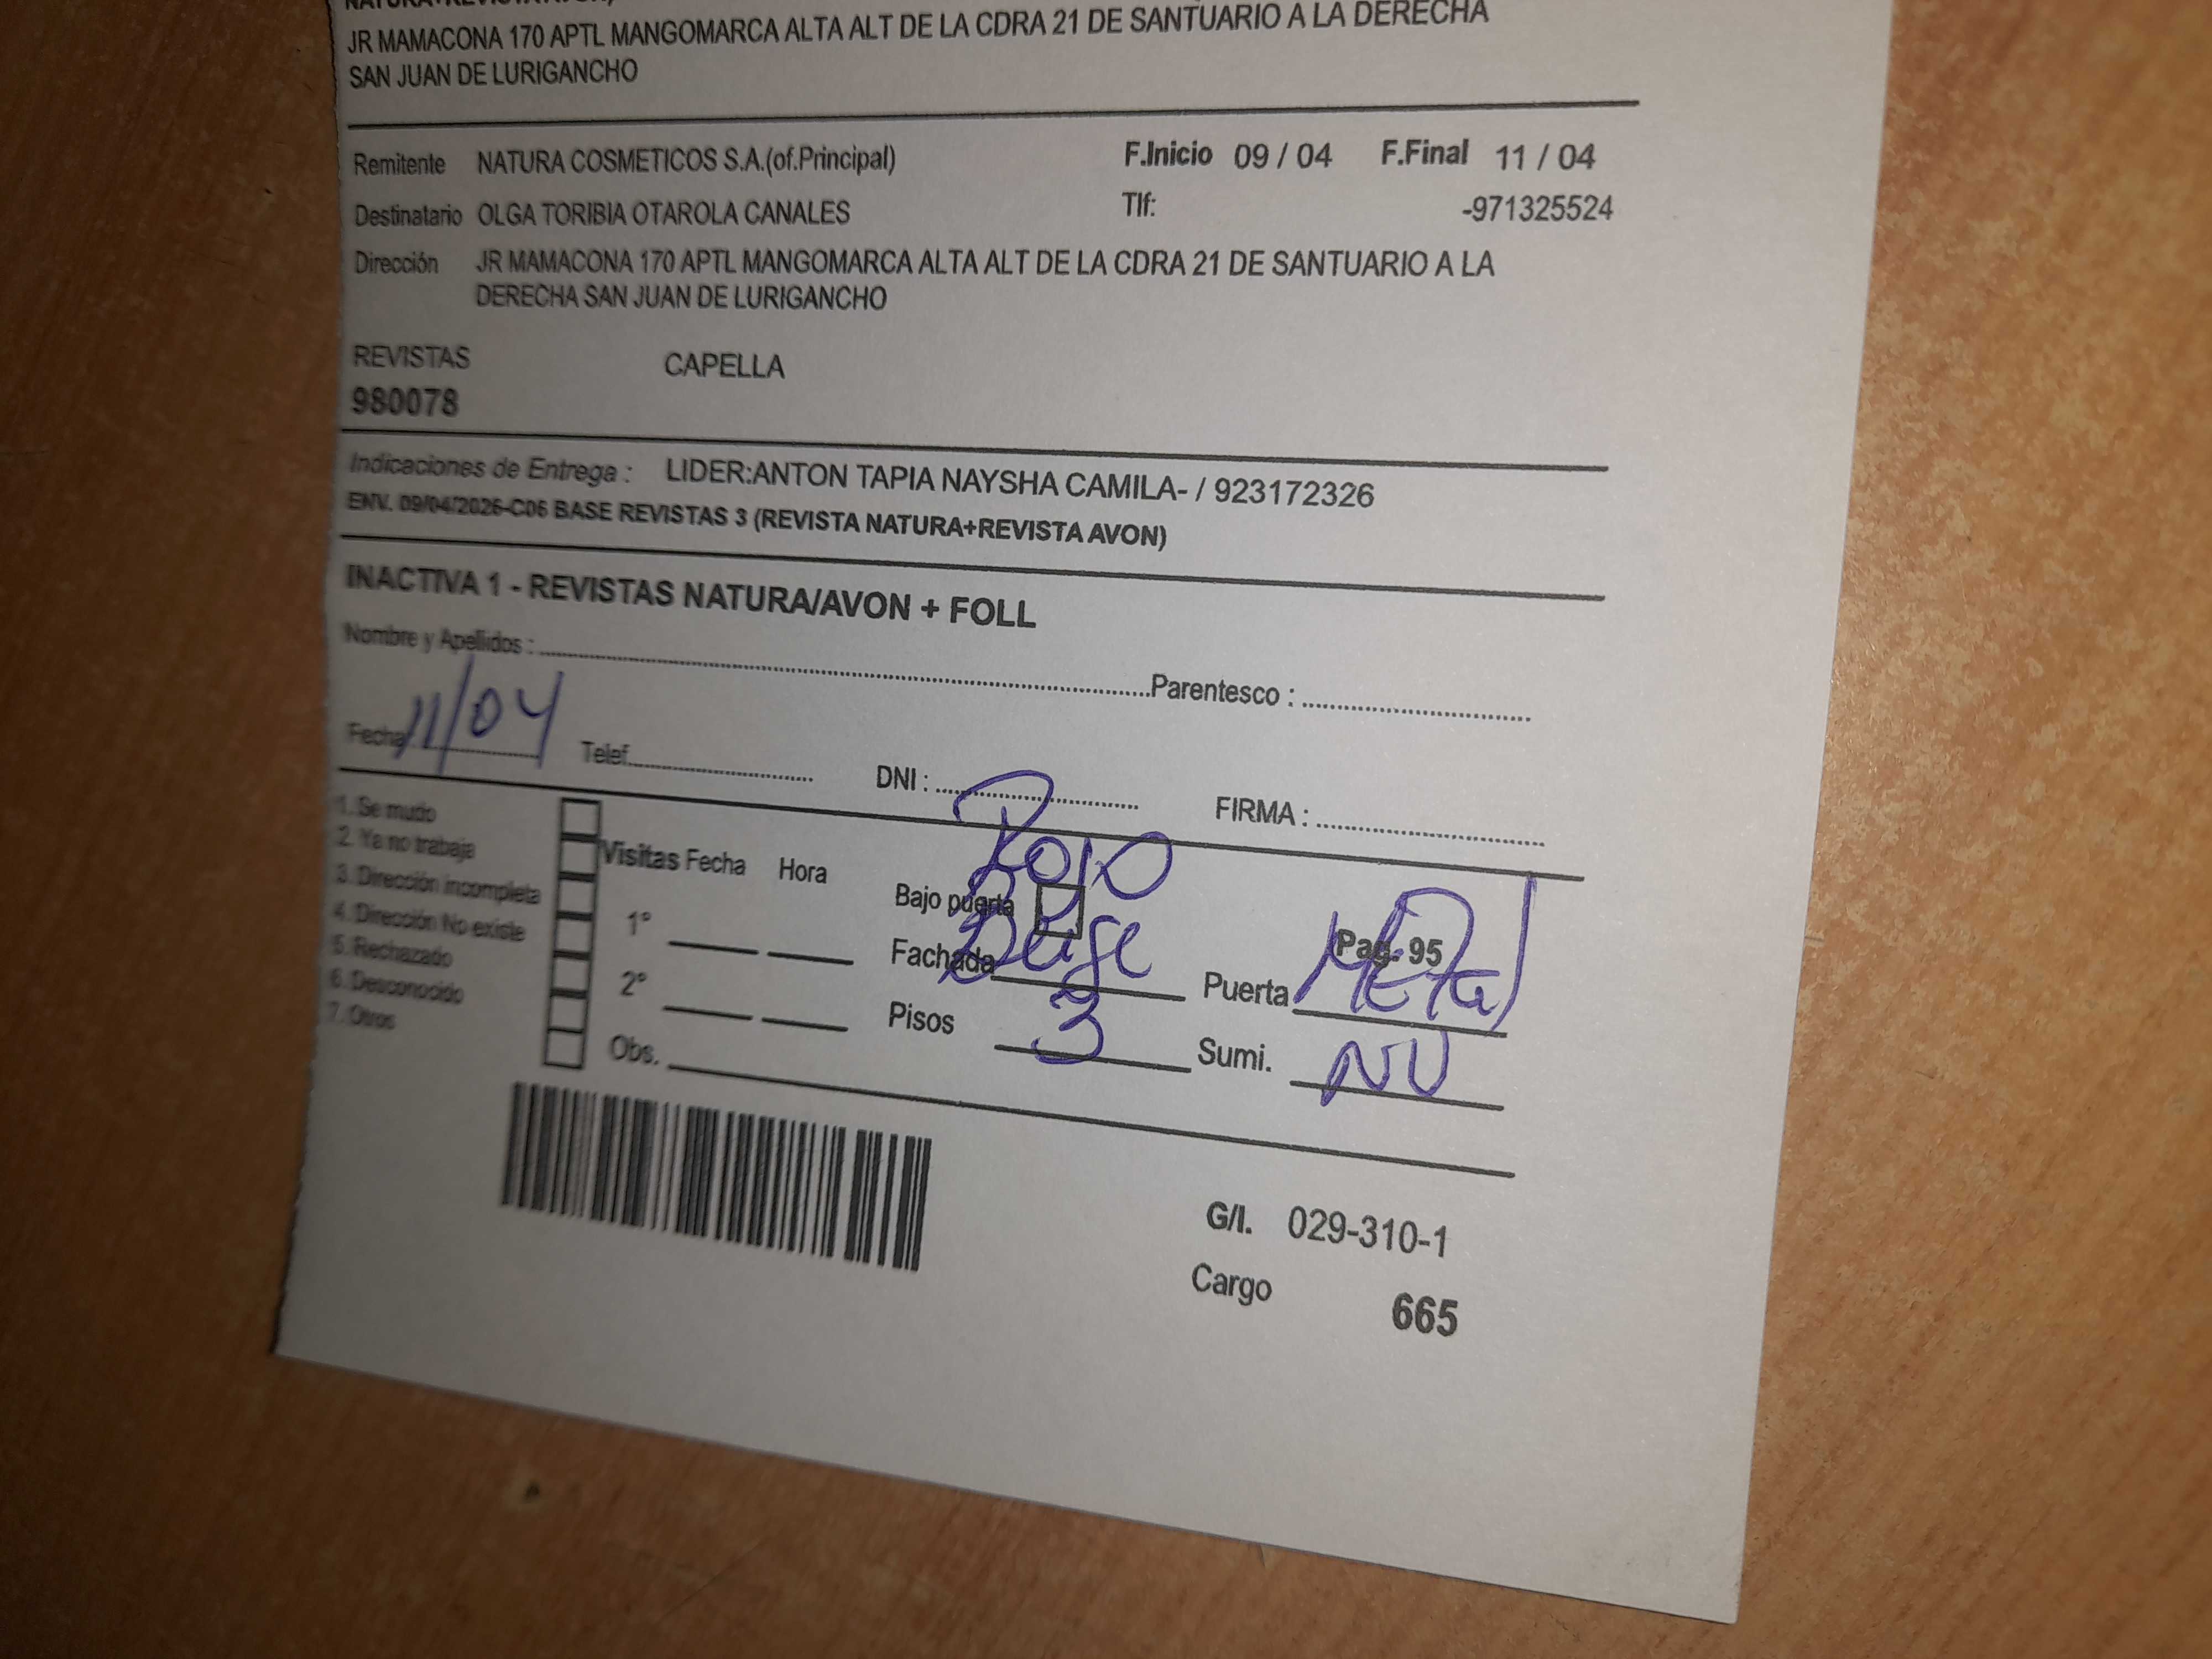 JR MAMACONA 170 APTL MANGOMARCA ALTA ALT DE LA CDRA 21 DE SANTUARIO A LA DERECHA
SAN JUAN DE LURIGANCHO
Remitente NATURA COSMETICOS S.A.(of.Principal) F.Inicio 09 / 04 F.Final 11 / 04
Destinatario OLGA TORIBIA OTAROLA CANALES Tlf: -971325524
Dirección JR MAMACONA 170 APTL MANGOMARCA ALTA ALT DE LA CDRA 21 DE SANTUARIO A LA
DERECHA SAN JUAN DE LURIGANCHO
REVISTAS CAPELLA
980078
Indicaciones de Entrega : LIDER:ANTON TAPIA NAYSHA CAMILA- / 923172326
ENV. 09/04/2026-C06 BASE REVISTAS 3 (REVISTA NATURA+REVISTA AVON)
INACTIVA 1 - REVISTAS NATURA/AVON + FOLL
Nombre y Apellidos : Parentesco :
Fecha 11/04 Telef. DNI : FIRMA :
1. Se mudo
2. Ya no trabaja
3. Dirección incompleta
4. Dirección No existe
5. Rechazado
6. Desconocido
7. Otros
Visitas Fecha Hora
1°
2°
Obs.
Rojo
Bajo puerta Pag. 95
Fachada Beige Puerta Metal
Pisos 3 Sumi. NU
G/I. 029-310-1
Cargo 665